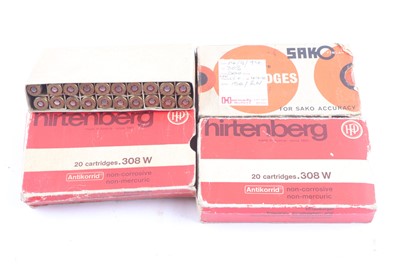 SAKO
DGES
FOR SAKO ACCURACY
hirtenberg
HP
20 cartridges .308 W
Antikorrid non-corrosive
non-mercuric
hirtenberg
HP
20 cartridges .308 W
Antikorrid non-corrosive
non-mercuric